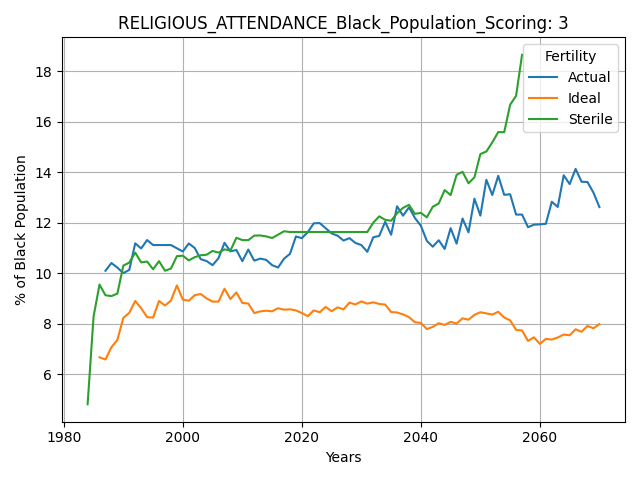 RELIGIOUS_ATTENDANCE_Black_Population_Scoring: 3
Fertility
Actual
Ideal
Sterile
% of Black Population
18
16
14
12
10
8
6
1980 2000 2020 2040 2060
Years